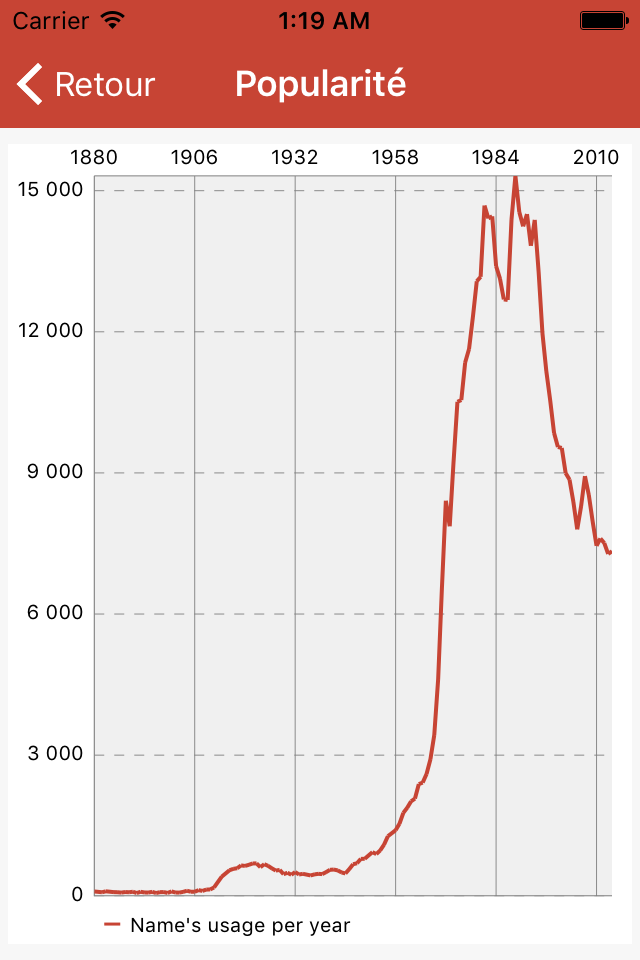 Carrier 1:19 AM
Retour Popularité
1880 1906 1932 1958 1984 2010
15 000
12 000
9 000
6 000
3 000
0
Name's usage per year